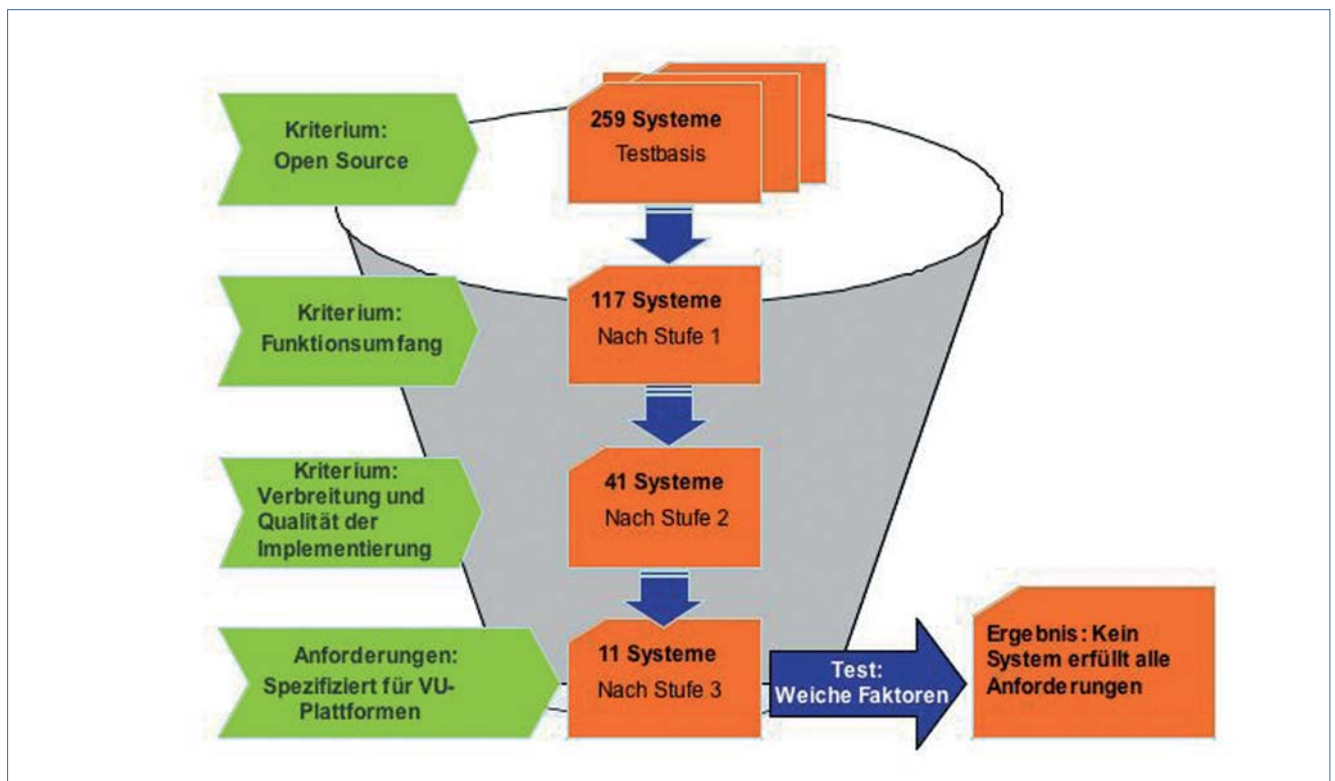 Kriterium:
Open Source
259 Systeme
Testbasis
Kriterium:
Funktionsumfang
117 Systeme
Nach Stufe 1
Kriterium:
Verbreitung und
Qualität der
Implementierung
41 Systeme
Nach Stufe 2
Anforderungen:
Spezifiziert für VU-
Plattformen
11 Systeme
Nach Stufe 3
Test:
Weiche Faktoren
Ergebnis: Kein
System erfüllt alle
Anforderungen